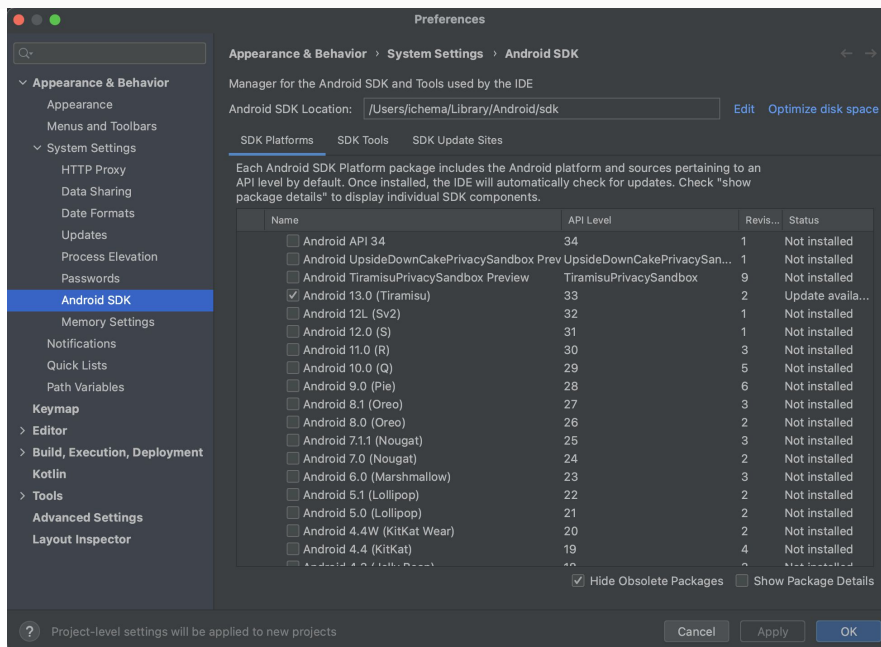 Preferences
Appearance & Behavior
Appearance
Menus and Toolbars
System Settings
HTTP Proxy
Data Sharing
Date Formats
Updates
Process Elevation
Passwords
Android SDK
Memory Settings
Notifications
Quick Lists
Path Variables
Keymap
Editor
Build, Execution, Deployment
Kotlin
Tools
Advanced Settings
Layout Inspector
Appearance & Behavior › System Settings › Android SDK
Manager for the Android SDK and Tools used by the IDE
Android SDK Location: /Users/ichema/Library/Android/sdk Edit Optimize disk space
SDK Platforms SDK Tools SDK Update Sites
Each Android SDK Platform package includes the Android platform and sources pertaining to an
API level by default. Once installed, the IDE will automatically check for updates. Check "show
package details" to display individual SDK components.
Name API Level Revis... Status
Android API 34 34 1 Not installed
Android UpsideDownCakePrivacySandbox Prev UpsideDownCakePrivacySan... 1 Not installed
Android TiramisuPrivacySandbox Preview TiramisuPrivacySandbox 9 Not installed
Android 13.0 (Tiramisu) 33 2 Update availa...
Android 12L (Sv2) 32 1 Not installed
Android 12.0 (S) 31 1 Not installed
Android 11.0 (R) 30 3 Not installed
Android 10.0 (Q) 29 5 Not installed
Android 9.0 (Pie) 28 6 Not installed
Android 8.1 (Oreo) 27 3 Not installed
Android 8.0 (Oreo) 26 2 Not installed
Android 7.1.1 (Nougat) 25 3 Not installed
Android 7.0 (Nougat) 24 2 Not installed
Android 6.0 (Marshmallow) 23 3 Not installed
Android 5.1 (Lollipop) 22 2 Not installed
Android 5.0 (Lollipop) 21 2 Not installed
Android 4.4W (KitKat Wear) 20 2 Not installed
Android 4.4 (KitKat) 19 4 Not installed
Hide Obsolete Packages Show Package Details
? Project-level settings will be applied to new projects
Cancel Apply OK